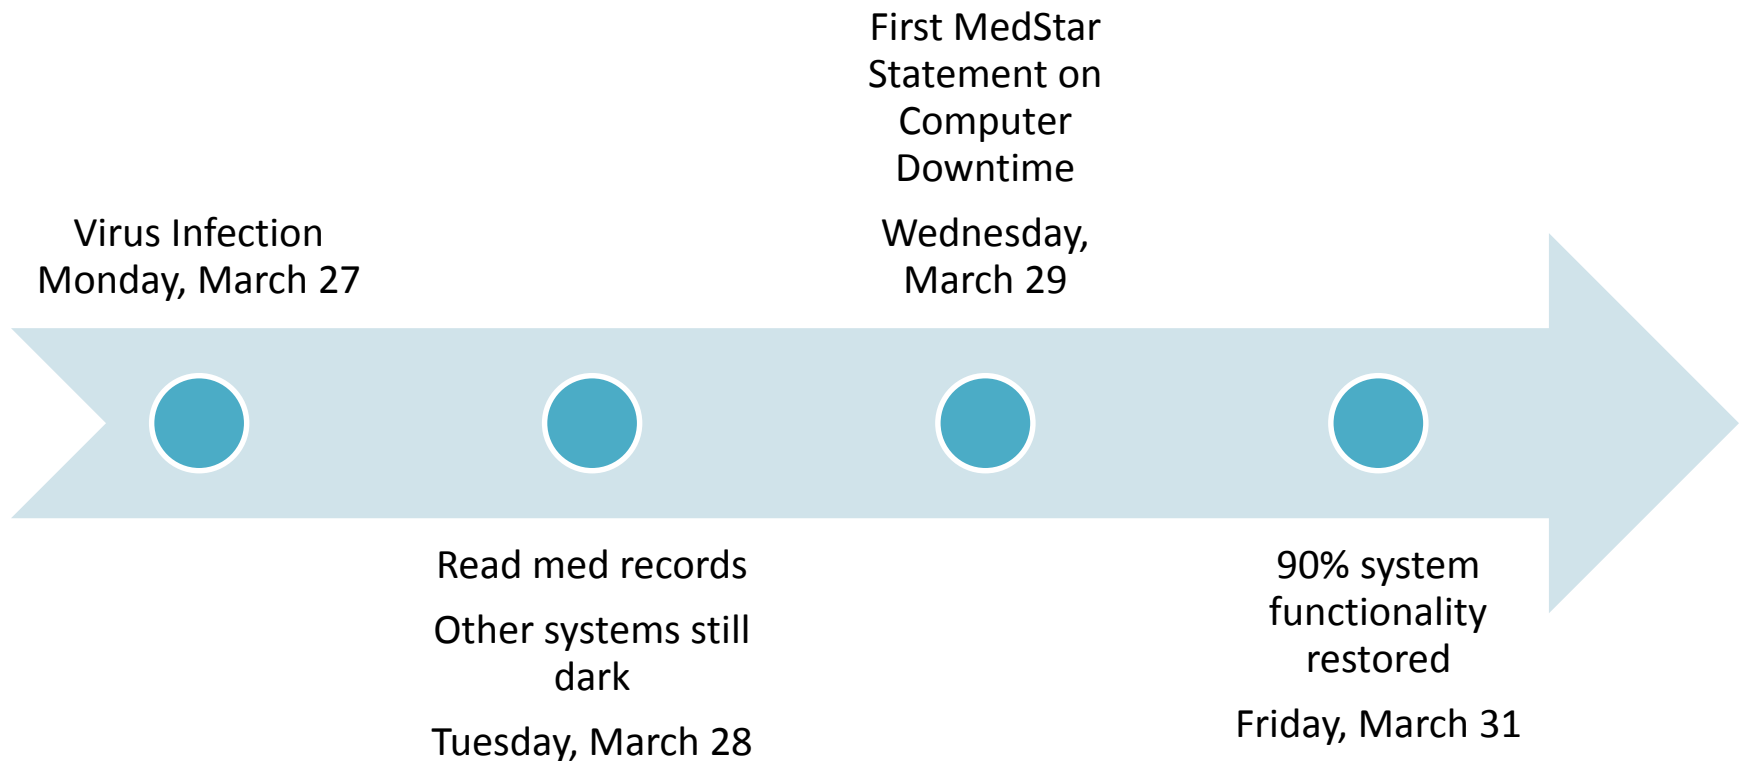 Virus Infection
Monday, March 27
Read med records
Other systems still
dark
Tuesday, March 28
First MedStar
Statement on
Computer
Downtime
Wednesday,
March 29
90% system
functionality
restored
Friday, March 31